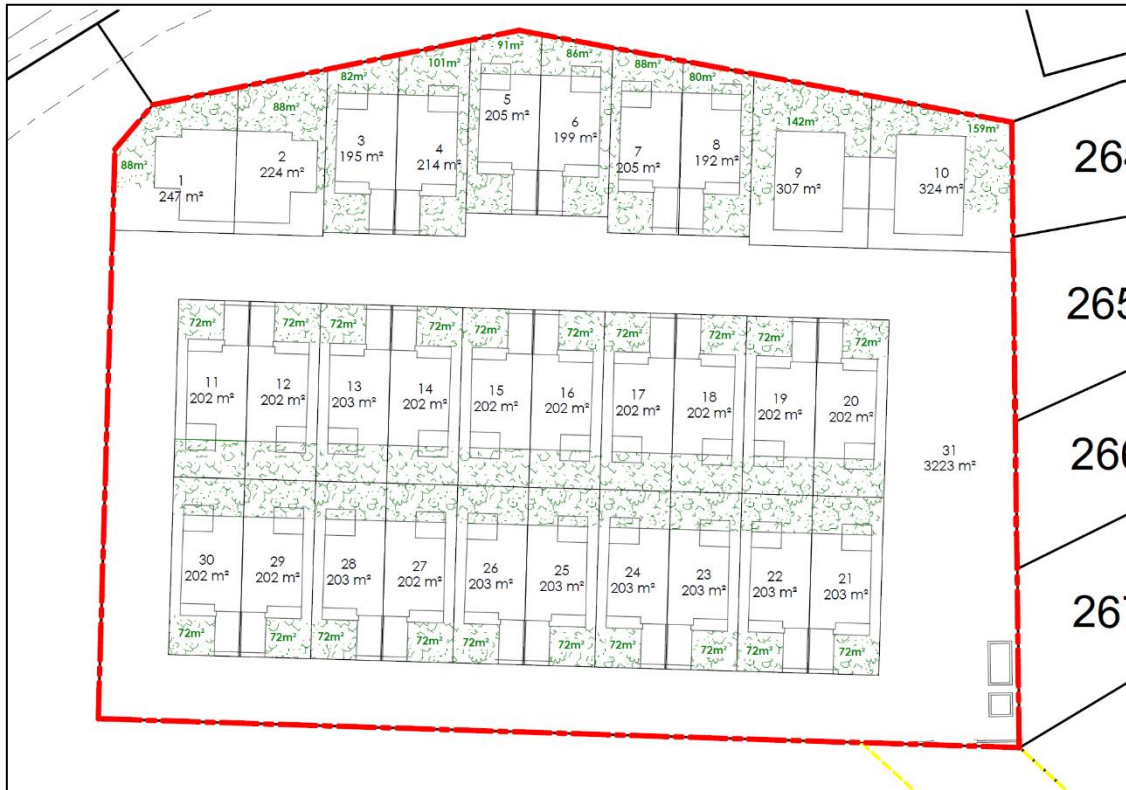 91m²
86m²
101m²
88m²
82m²
80m²
88m²
142m²
159m²
88m²
1
247 m²
2
224 m²
3
195 m²
4
214 m²
5
205 m²
6
199 m²
7
205 m²
8
192 m²
9
307 m²
10
324 m²
264
265
266
267
72m²
72m²
72m²
72m²
72m²
72m²
72m²
72m²
72m²
72m²
11
202 m²
12
202 m²
13
203 m²
14
202 m²
15
202 m²
16
202 m²
17
202 m²
18
202 m²
19
202 m²
20
202 m²
31
3223 m²
30
202 m²
29
202 m²
28
203 m²
27
202 m²
26
203 m²
25
203 m²
24
203 m²
23
203 m²
22
203 m²
21
203 m²
72m²
72m²
72m²
72m²
72m²
72m²
72m²
72m²
72m²
72m²